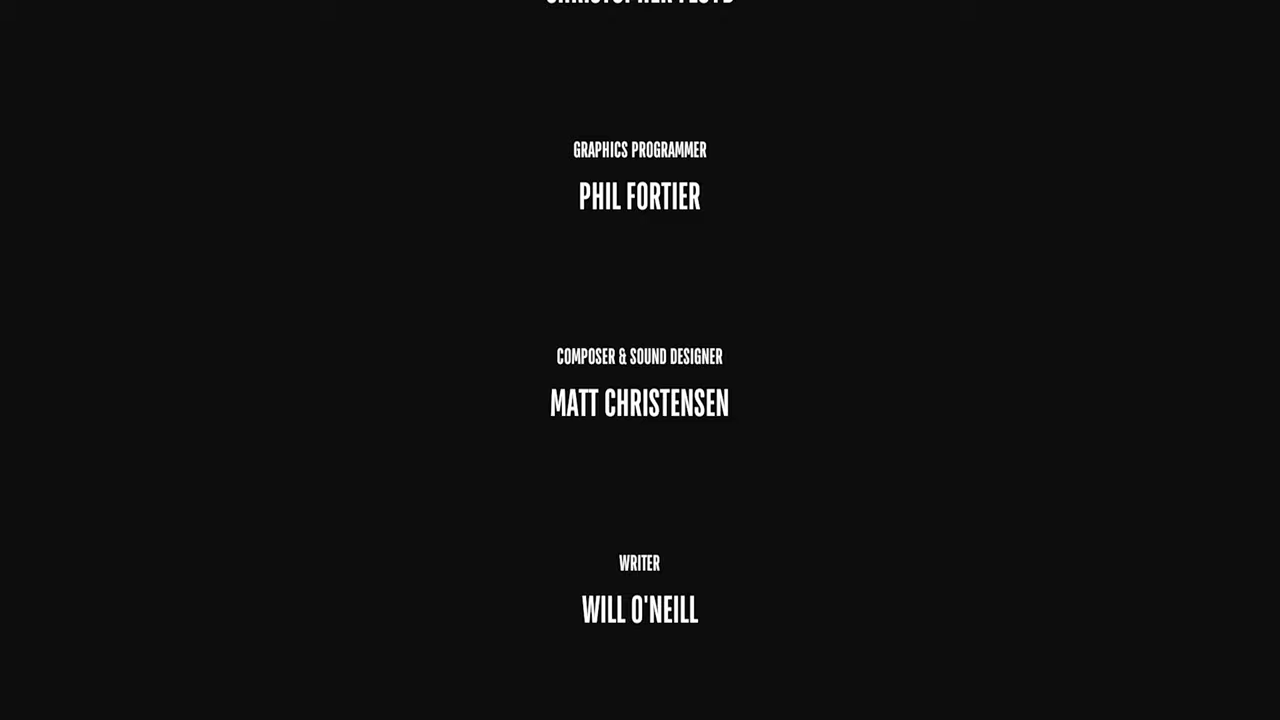 GRAPHICS PROGRAMMER
PHIL FORTIER
COMPOSER & SOUND DESIGNER
MATT CHRISTENSEN
WRITER
WILL O'NEILL